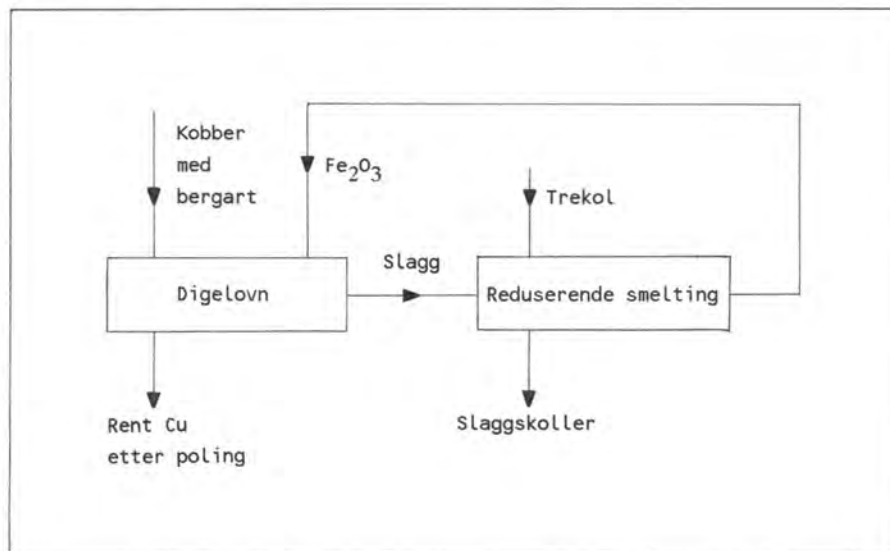 Kobber
med
bergart
Fe₂O₃
Trekol
Slagg
Digelovn
Reduserende smelting
Rent Cu
etter poling
Slaggskoller